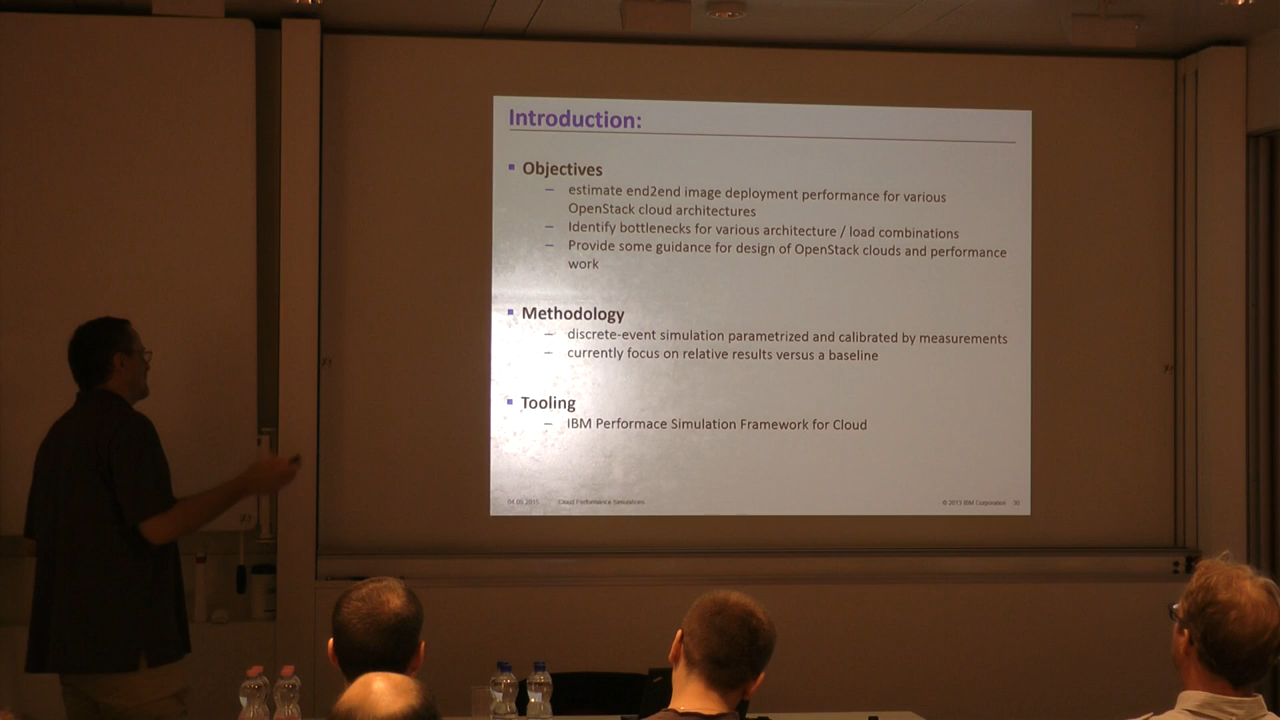 Introduction:
Objectives
– estimate end2end image deployment performance for various
OpenStack cloud architectures
– Identify bottlenecks for various architecture / load combinations
– Provide some guidance for design of OpenStack clouds and performance
work
Methodology
– discrete-event simulation parametrized and calibrated by measurements
– currently focus on relative results versus a baseline
Tooling
– IBM Performace Simulation Framework for Cloud
04.09.2015 Cloud Performance Simulations © 2013 IBM Corporation